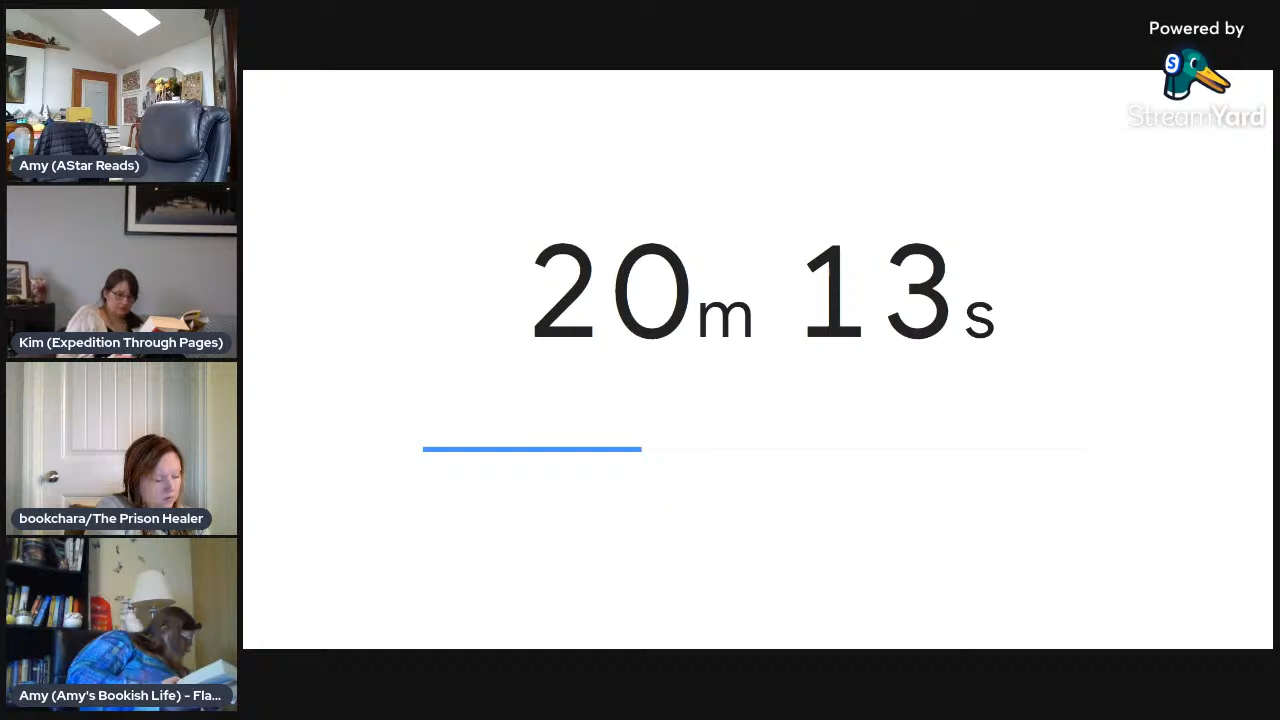 Powered by
StreamYard
Amy (AStar Reads)
20m 13s
Kim (Expedition Through Pages)
bookchara/The Prison Healer
Amy (Amy's Bookish Life) - Fla...